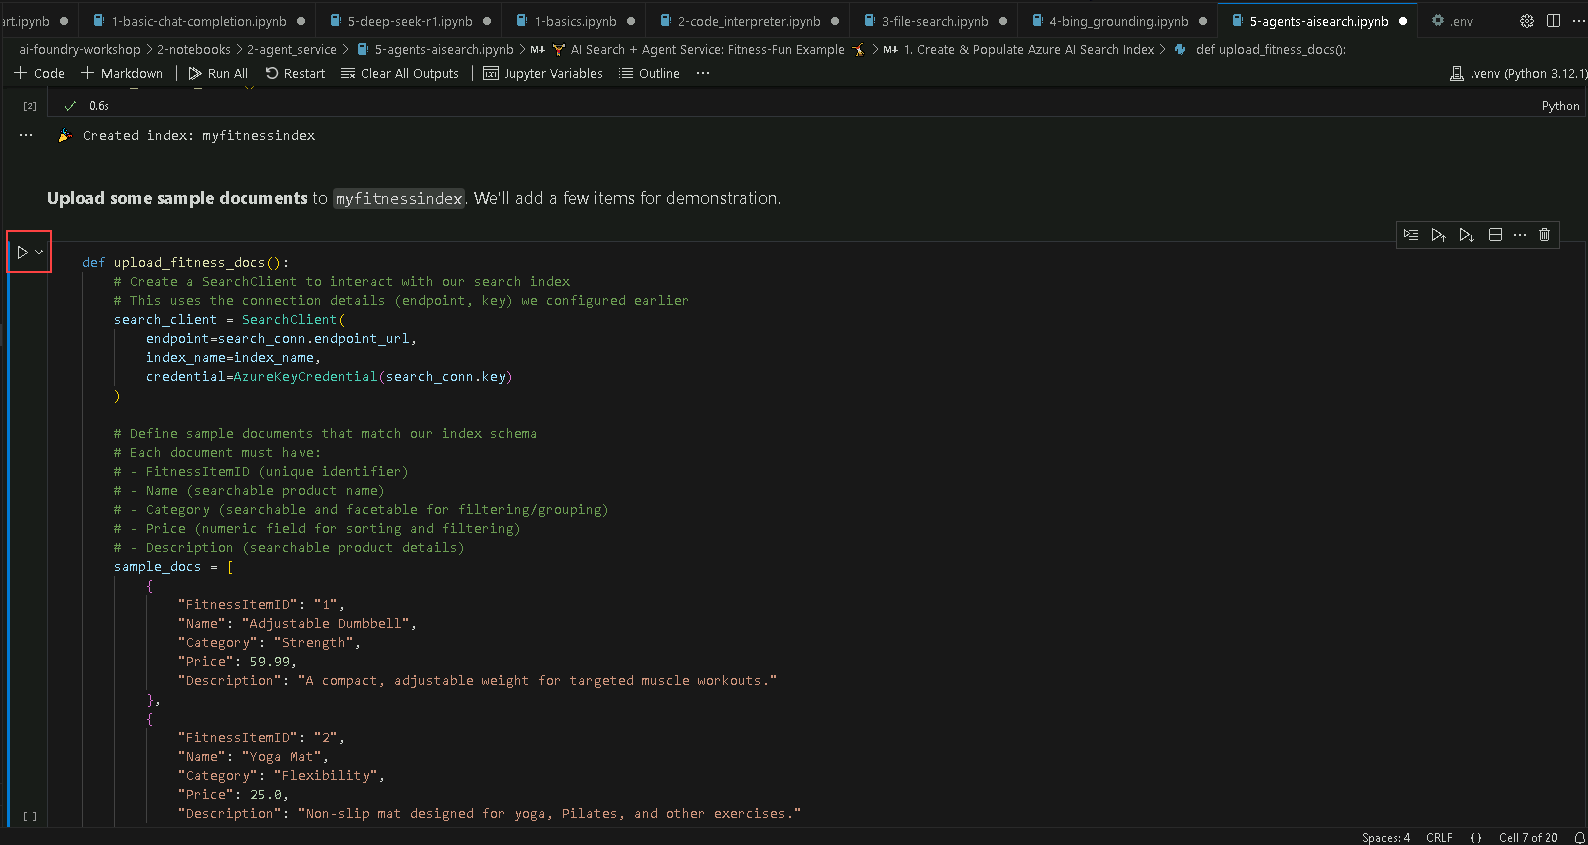 art.ipynb 1-basic-chat-completion.ipynb 5-deep-seek-r1.ipynb 1-basics.ipynb 2-code_interpreter.ipynb 3-file-search.ipynb 4-bing_grounding.ipynb 5-agents-aisearch.ipynb .env
ai-foundry-workshop > 2-notebooks > 2-agent_service > 5-agents-aisearch.ipynb > M↓ 🏋 AI Search + Agent Service: Fitness-Fun Example 🤸 > M↓ 1. Create & Populate Azure AI Search Index > def upload_fitness_docs():
+ Code + Markdown | Run All Restart Clear All Outputs | Jupyter Variables Outline ... .venv (Python 3.12.1)
[2] ✓ 0.6s Python
... 🎉 Created index: myfitnessindex
Upload some sample documents to myfitnessindex. We'll add a few items for demonstration.
def upload_fitness_docs():
# Create a SearchClient to interact with our search index
# This uses the connection details (endpoint, key) we configured earlier
search_client = SearchClient(
endpoint=search_conn.endpoint_url,
index_name=index_name,
credential=AzureKeyCredential(search_conn.key)
)
# Define sample documents that match our index schema
# Each document must have:
# - FitnessItemID (unique identifier)
# - Name (searchable product name)
# - Category (searchable and facetable for filtering/grouping)
# - Price (numeric field for sorting and filtering)
# - Description (searchable product details)
sample_docs = [
{
"FitnessItemID": "1",
"Name": "Adjustable Dumbbell",
"Category": "Strength",
"Price": 59.99,
"Description": "A compact, adjustable weight for targeted muscle workouts."
},
{
"FitnessItemID": "2",
"Name": "Yoga Mat",
"Category": "Flexibility",
"Price": 25.0,
"Description": "Non-slip mat designed for yoga, Pilates, and other exercises."
[ ]
Spaces: 4 CRLF {} Cell 7 of 20